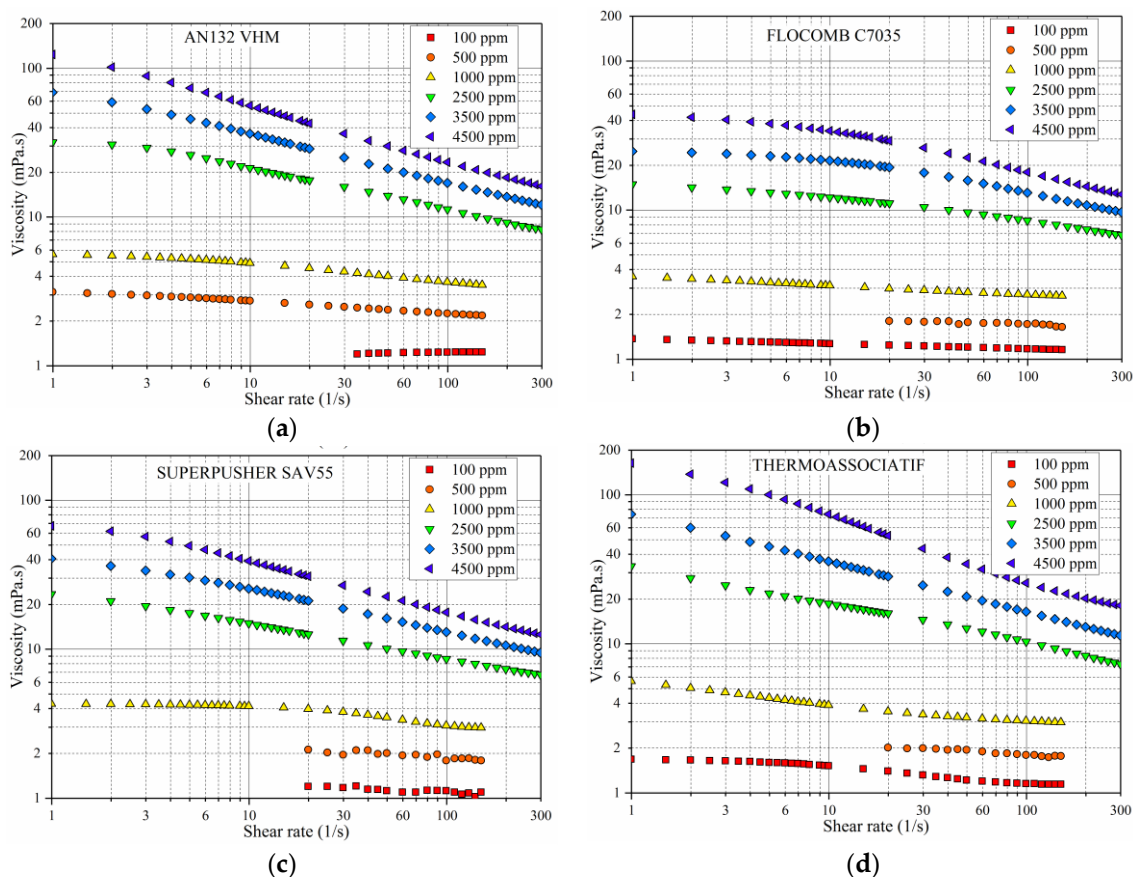 AN132 VHM
100 ppm
500 ppm
1000 ppm
2500 ppm
3500 ppm
4500 ppm
Viscosity (mPa.s)
200
100
60
40
20
10
6
4
2
1
1 3 6 10 30 60 100 300
Shear rate (1/s)
(a)
FLOCOMB C7035
100 ppm
500 ppm
1000 ppm
2500 ppm
3500 ppm
4500 ppm
Viscosity (mPa.s)
200
100
60
40
20
10
6
4
2
1
1 3 6 10 30 60 100 300
Shear rate (1/s)
(b)
SUPERPUSHER SAV55
100 ppm
500 ppm
1000 ppm
2500 ppm
3500 ppm
4500 ppm
Viscosity (mPa.s)
200
100
60
40
20
10
6
4
2
1
1 3 6 10 30 60 100 300
Shear rate (1/s)
(c)
THERMOASSOCIATIF
100 ppm
500 ppm
1000 ppm
2500 ppm
3500 ppm
4500 ppm
Viscosity (mPa.s)
200
100
60
40
20
10
6
4
2
1
1 3 6 10 30 60 100 300
Shear rate (1/s)
(d)